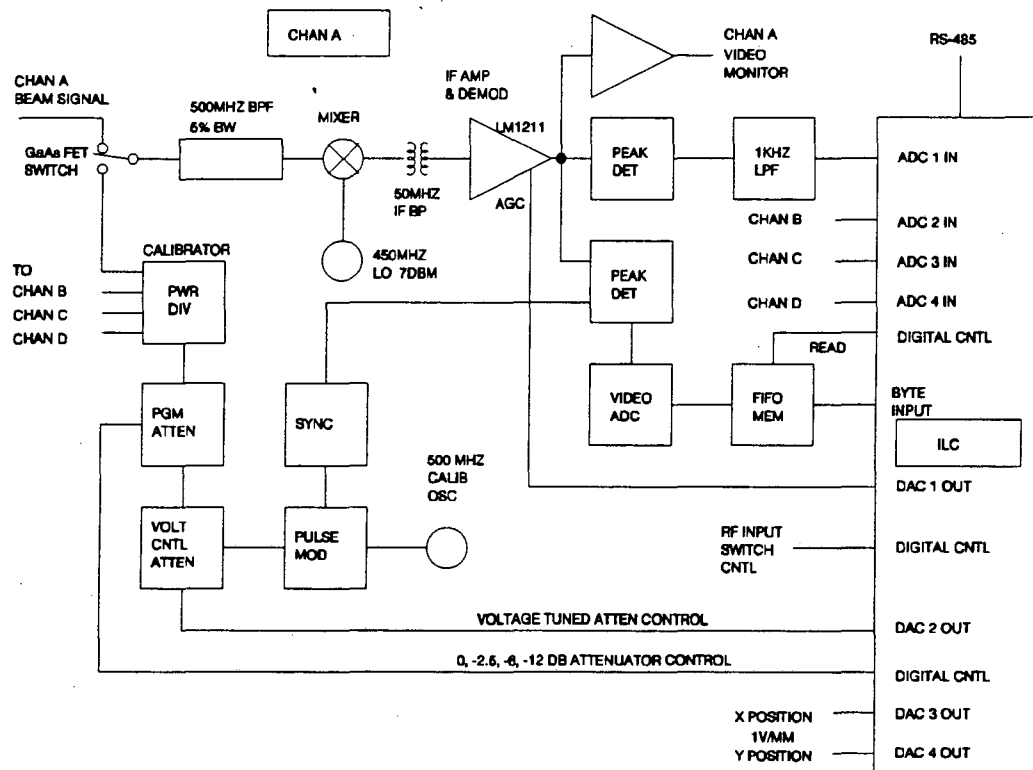 CHAN A
CHAN A
VIDEO
MONITOR
RS-485
CHAN A
BEAM SIGNAL
500MHZ BPF
5% BW
MIXER
IF AMP
& DEMOD
LM1211
GaAs FET
SWITCH
PEAK
DET
1KHZ
LPF
ADC 1 IN
50MHZ
IF BP
AGC
CHAN B
ADC 2 IN
450MHZ
LO 7DBM
CALIBRATOR
TO
CHAN B
CHAN C
CHAN D
PWR
DIV
PEAK
DET
CHAN C
ADC 3 IN
CHAN D
ADC 4 IN
READ
DIGITAL CNTL
PGM
ATTEN
SYNC
VIDEO
ADC
FIFO
MEM
BYTE
INPUT
ILC
500 MHZ
CALIB
OSC
DAC 1 OUT
VOLT
CNTL
ATTEN
PULSE
MOD
RF INPUT
SWITCH
CNTL
DIGITAL CNTL
VOLTAGE TUNED ATTEN CONTROL
DAC 2 OUT
0, -2.5, -6, -12 DB ATTENUATOR CONTROL
DIGITAL CNTL
X POSITION
DAC 3 OUT
1V/MM
Y POSITION
DAC 4 OUT